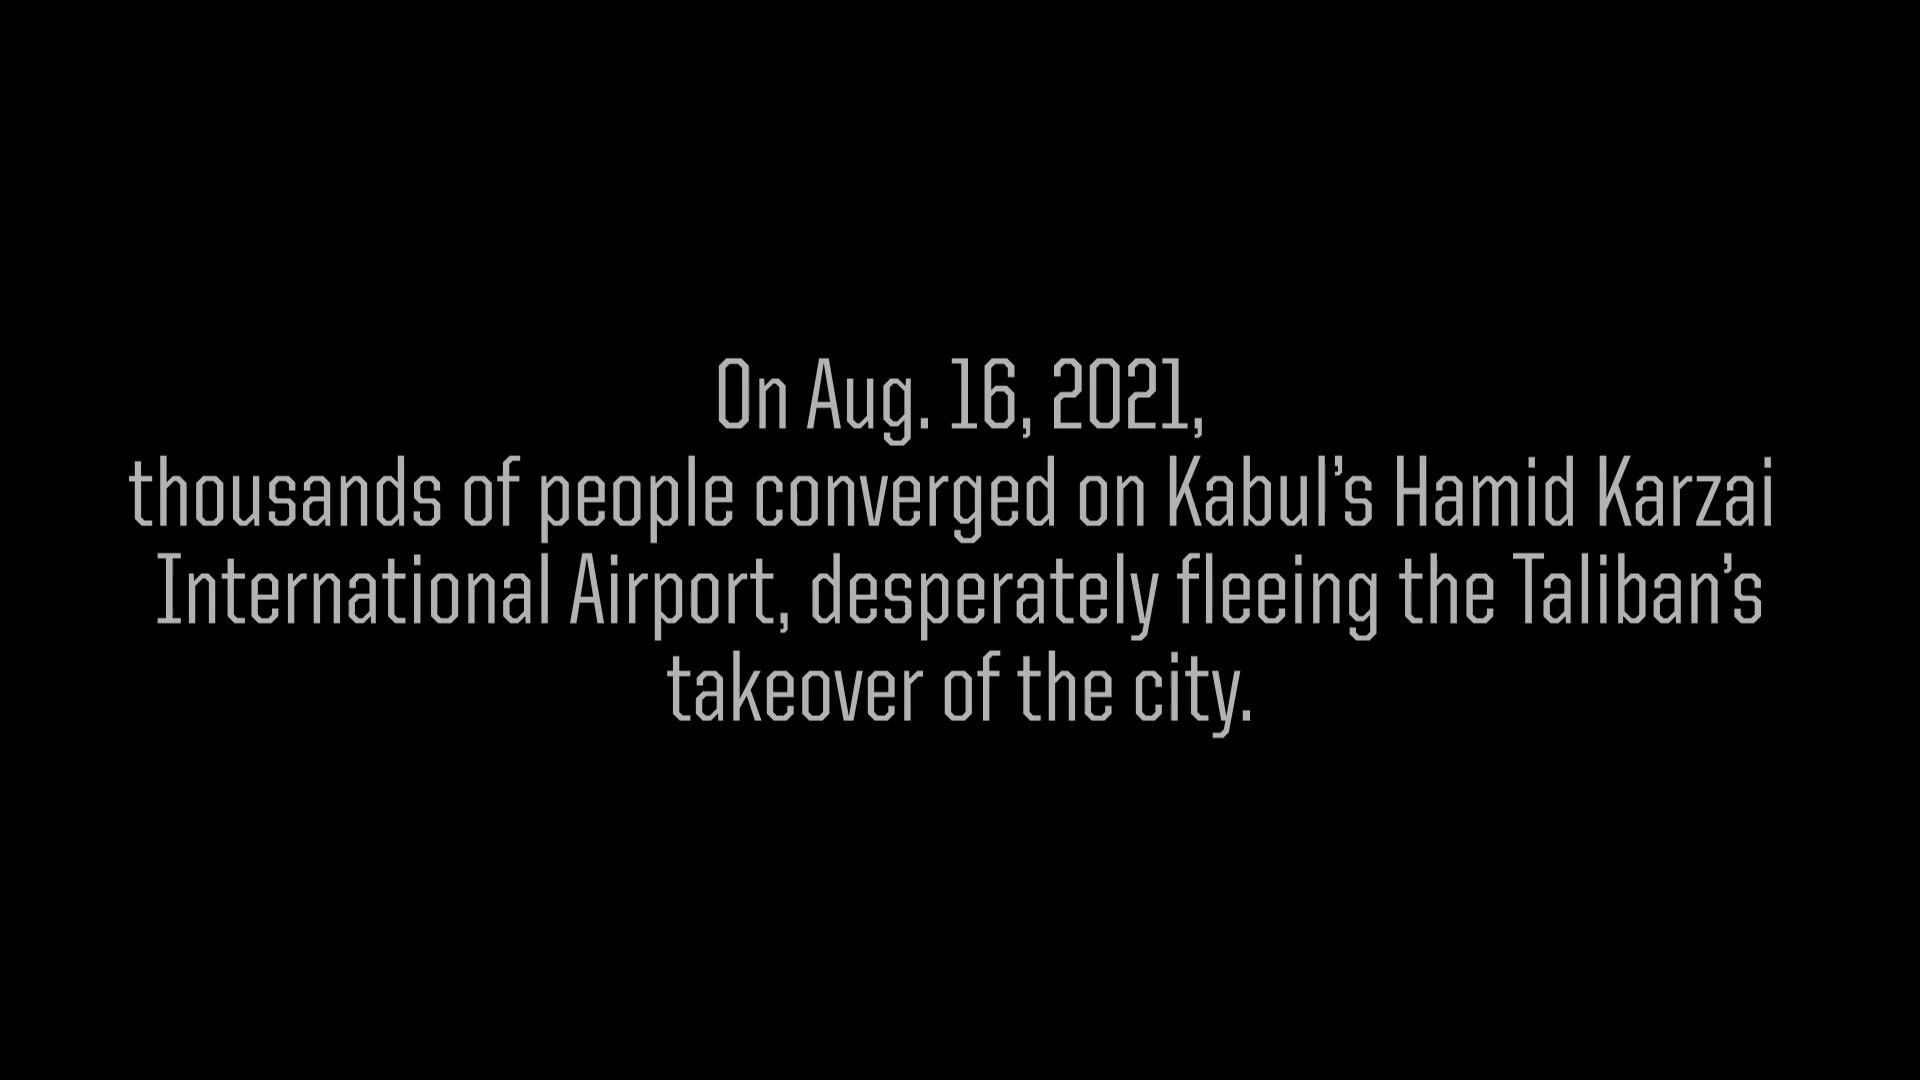 On Aug. 16, 2021,
thousands of people converged on Kabul’s Hamid Karzai
International Airport, desperately fleeing the Taliban’s
takeover of the city.